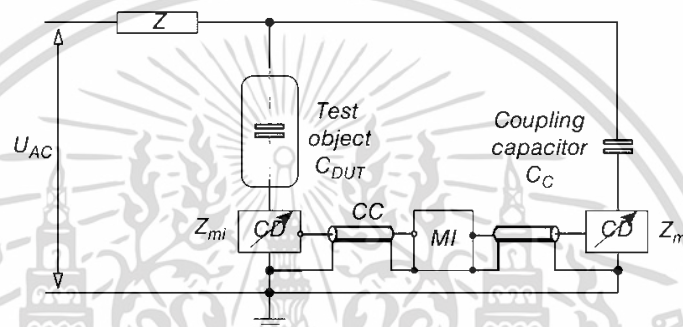 Z
U_AC
Test
object
C_DUT
Coupling
capacitor
C_C
Z_mi
CD
CC
MI
CD
Z_m